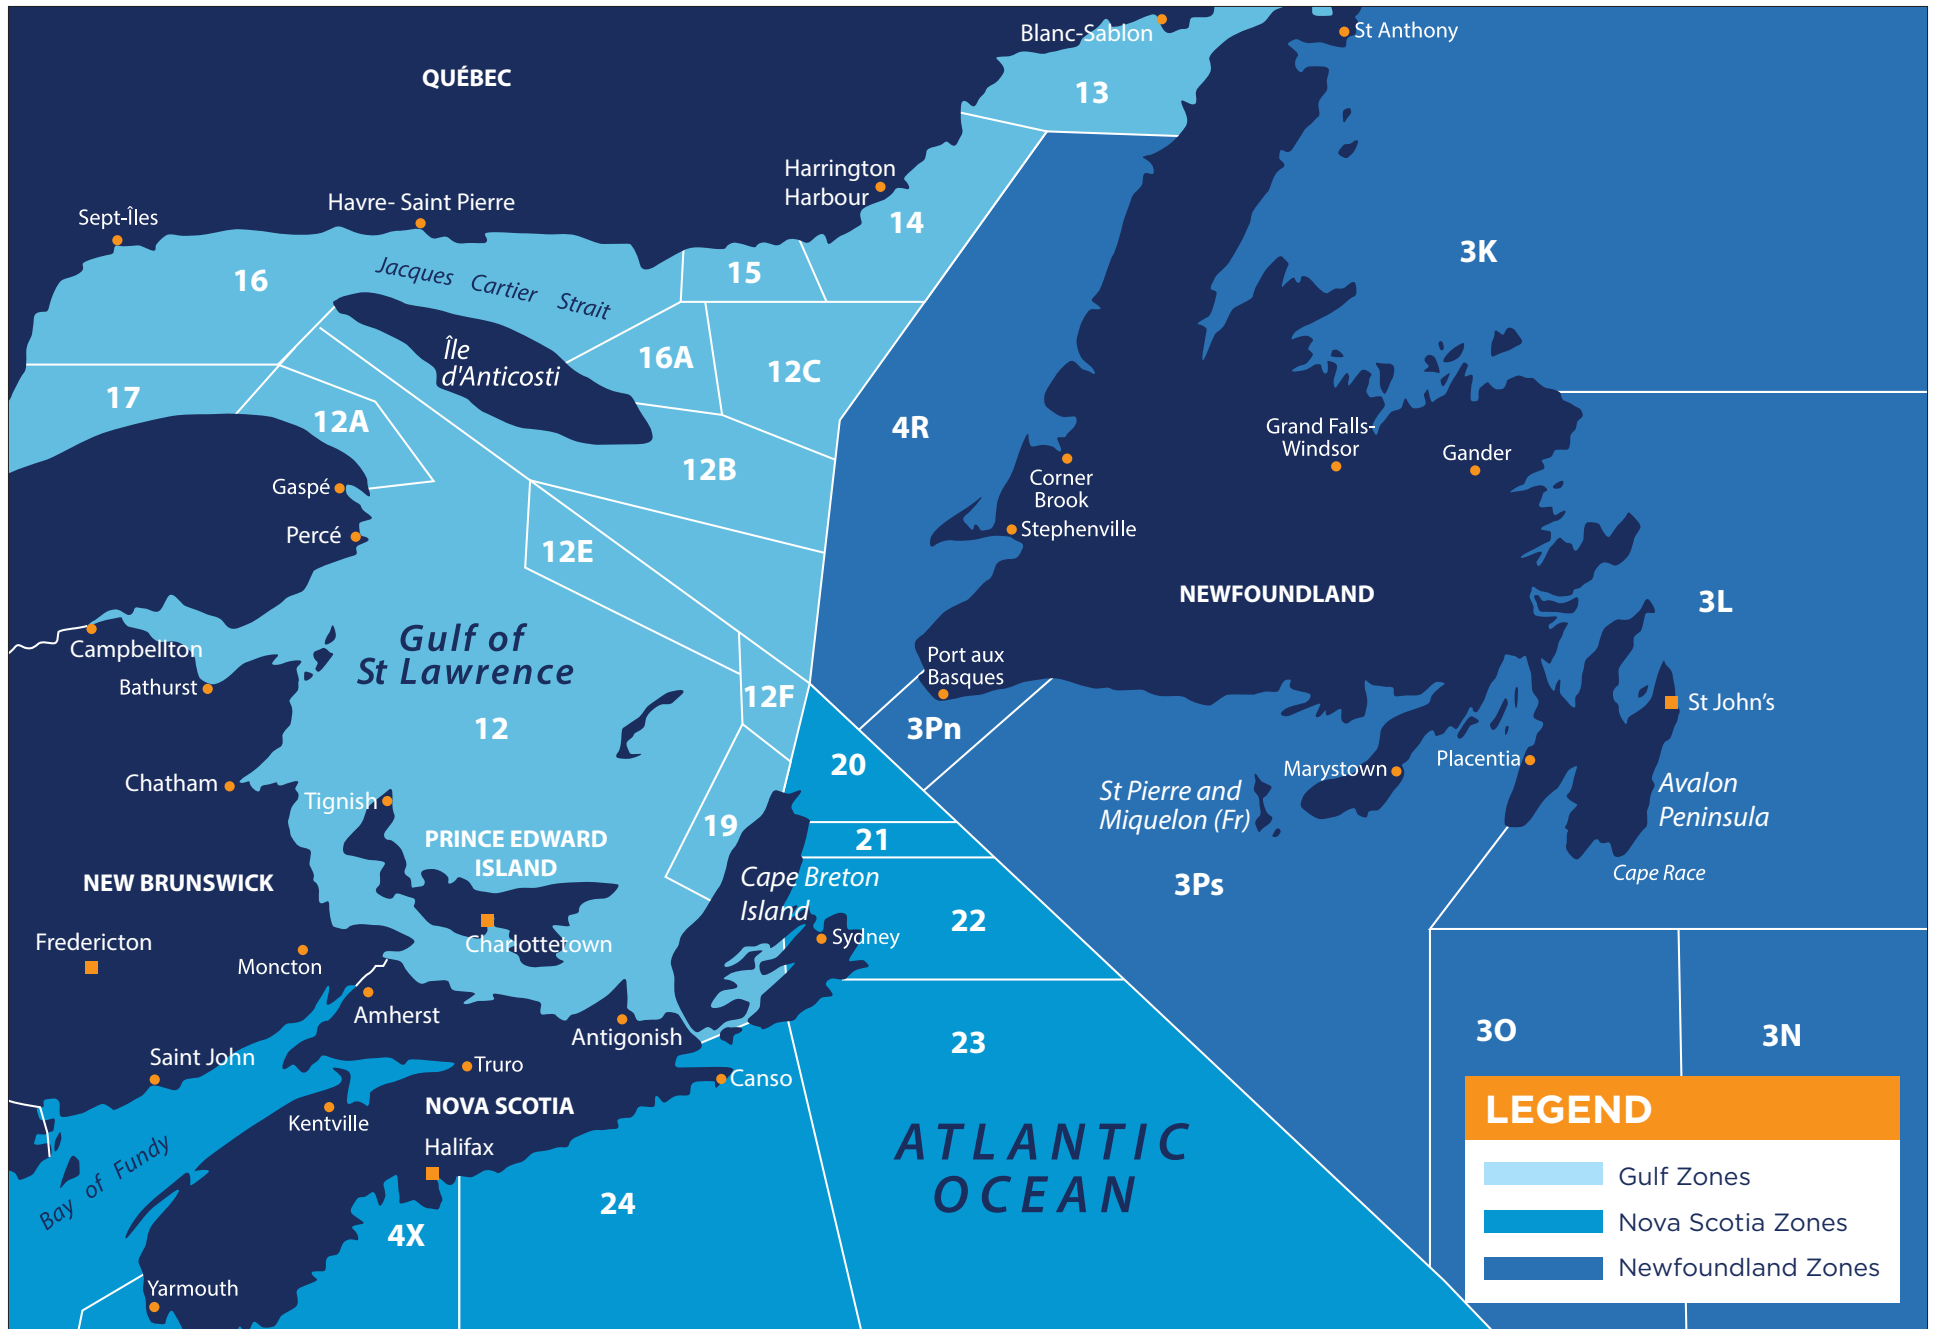 Blanc-Sablon
St Anthony
QUÉBEC
13
Harrington
Harbour
Havre- Saint Pierre
Sept-Îles
14
3K
16
Jacques Cartier Strait
15
Île
d'Anticosti
16A
12C
17
12A
4R
Grand Falls-
Windsor
Gander
12B
Corner
Brook
Gaspé
Percé
Stephenville
12E
NEWFOUNDLAND
3L
Campbellton
Gulf of
St Lawrence
Bathurst
Port aux
Basques
12F
St John's
12
3Pn
20
Placentia
Marystown
Chatham
Tignish
St Pierre and
Miquelon (Fr)
Avalon
Peninsula
19
PRINCE EDWARD
ISLAND
21
Cape Race
NEW BRUNSWICK
Cape Breton
Island
3Ps
22
Fredericton
Charlottetown
Sydney
Moncton
Amherst
Antigonish
3O
3N
23
Saint John
Truro
Canso
NOVA SCOTIA
Kentville
Halifax
ATLANTIC
OCEAN
Bay of Fundy
24
4X
Yarmouth
LEGEND
Gulf Zones
Nova Scotia Zones
Newfoundland Zones